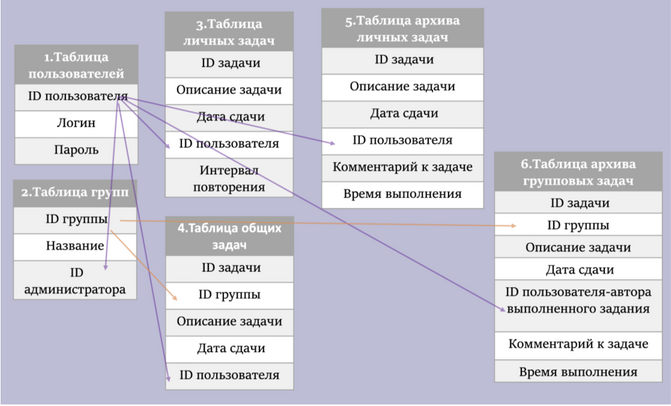 1.Таблица
пользователей
ID пользователя
Логин
Пароль
2.Таблица групп
ID группы
Название
ID
администратора
3.Таблица
личных задач
ID задачи
Описание задачи
Дата сдачи
ID пользователя
Интервал
повторения
4.Таблица общих
задач
ID задачи
ID группы
Описание задачи
Дата сдачи
ID пользователя
5.Таблица архива
личных задач
ID задачи
Описание задачи
Дата сдачи
ID пользователя
Комментарий к задаче
Время выполнения
6.Таблица архива
групповых задач
ID задачи
ID группы
Описание задачи
Дата сдачи
ID пользователя-автора
выполненного задания
Комментарий к задаче
Время выполнения